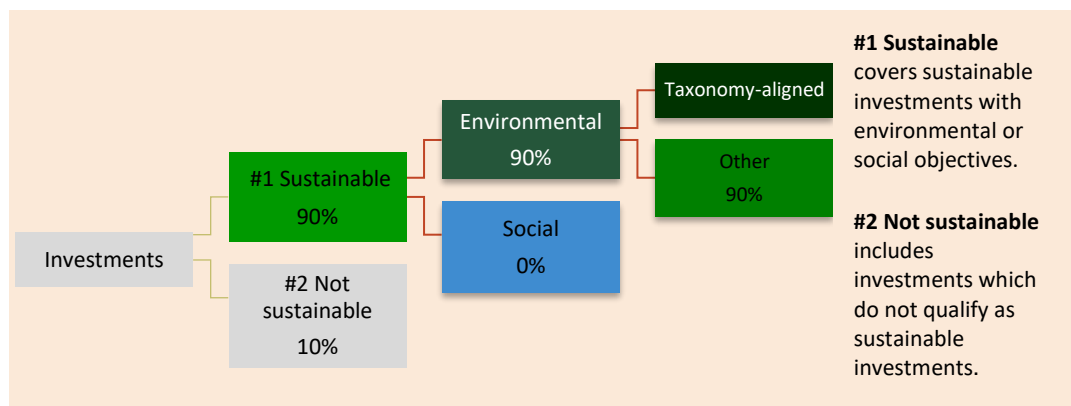 Investments
#1 Sustainable
90%
#2 Not
sustainable
10%
Environmental
90%
Social
0%
Taxonomy-aligned
Other
90%
#1 Sustainable
covers sustainable
investments with
environmental or
social objectives.
#2 Not sustainable
includes
investments which
do not qualify as
sustainable
investments.